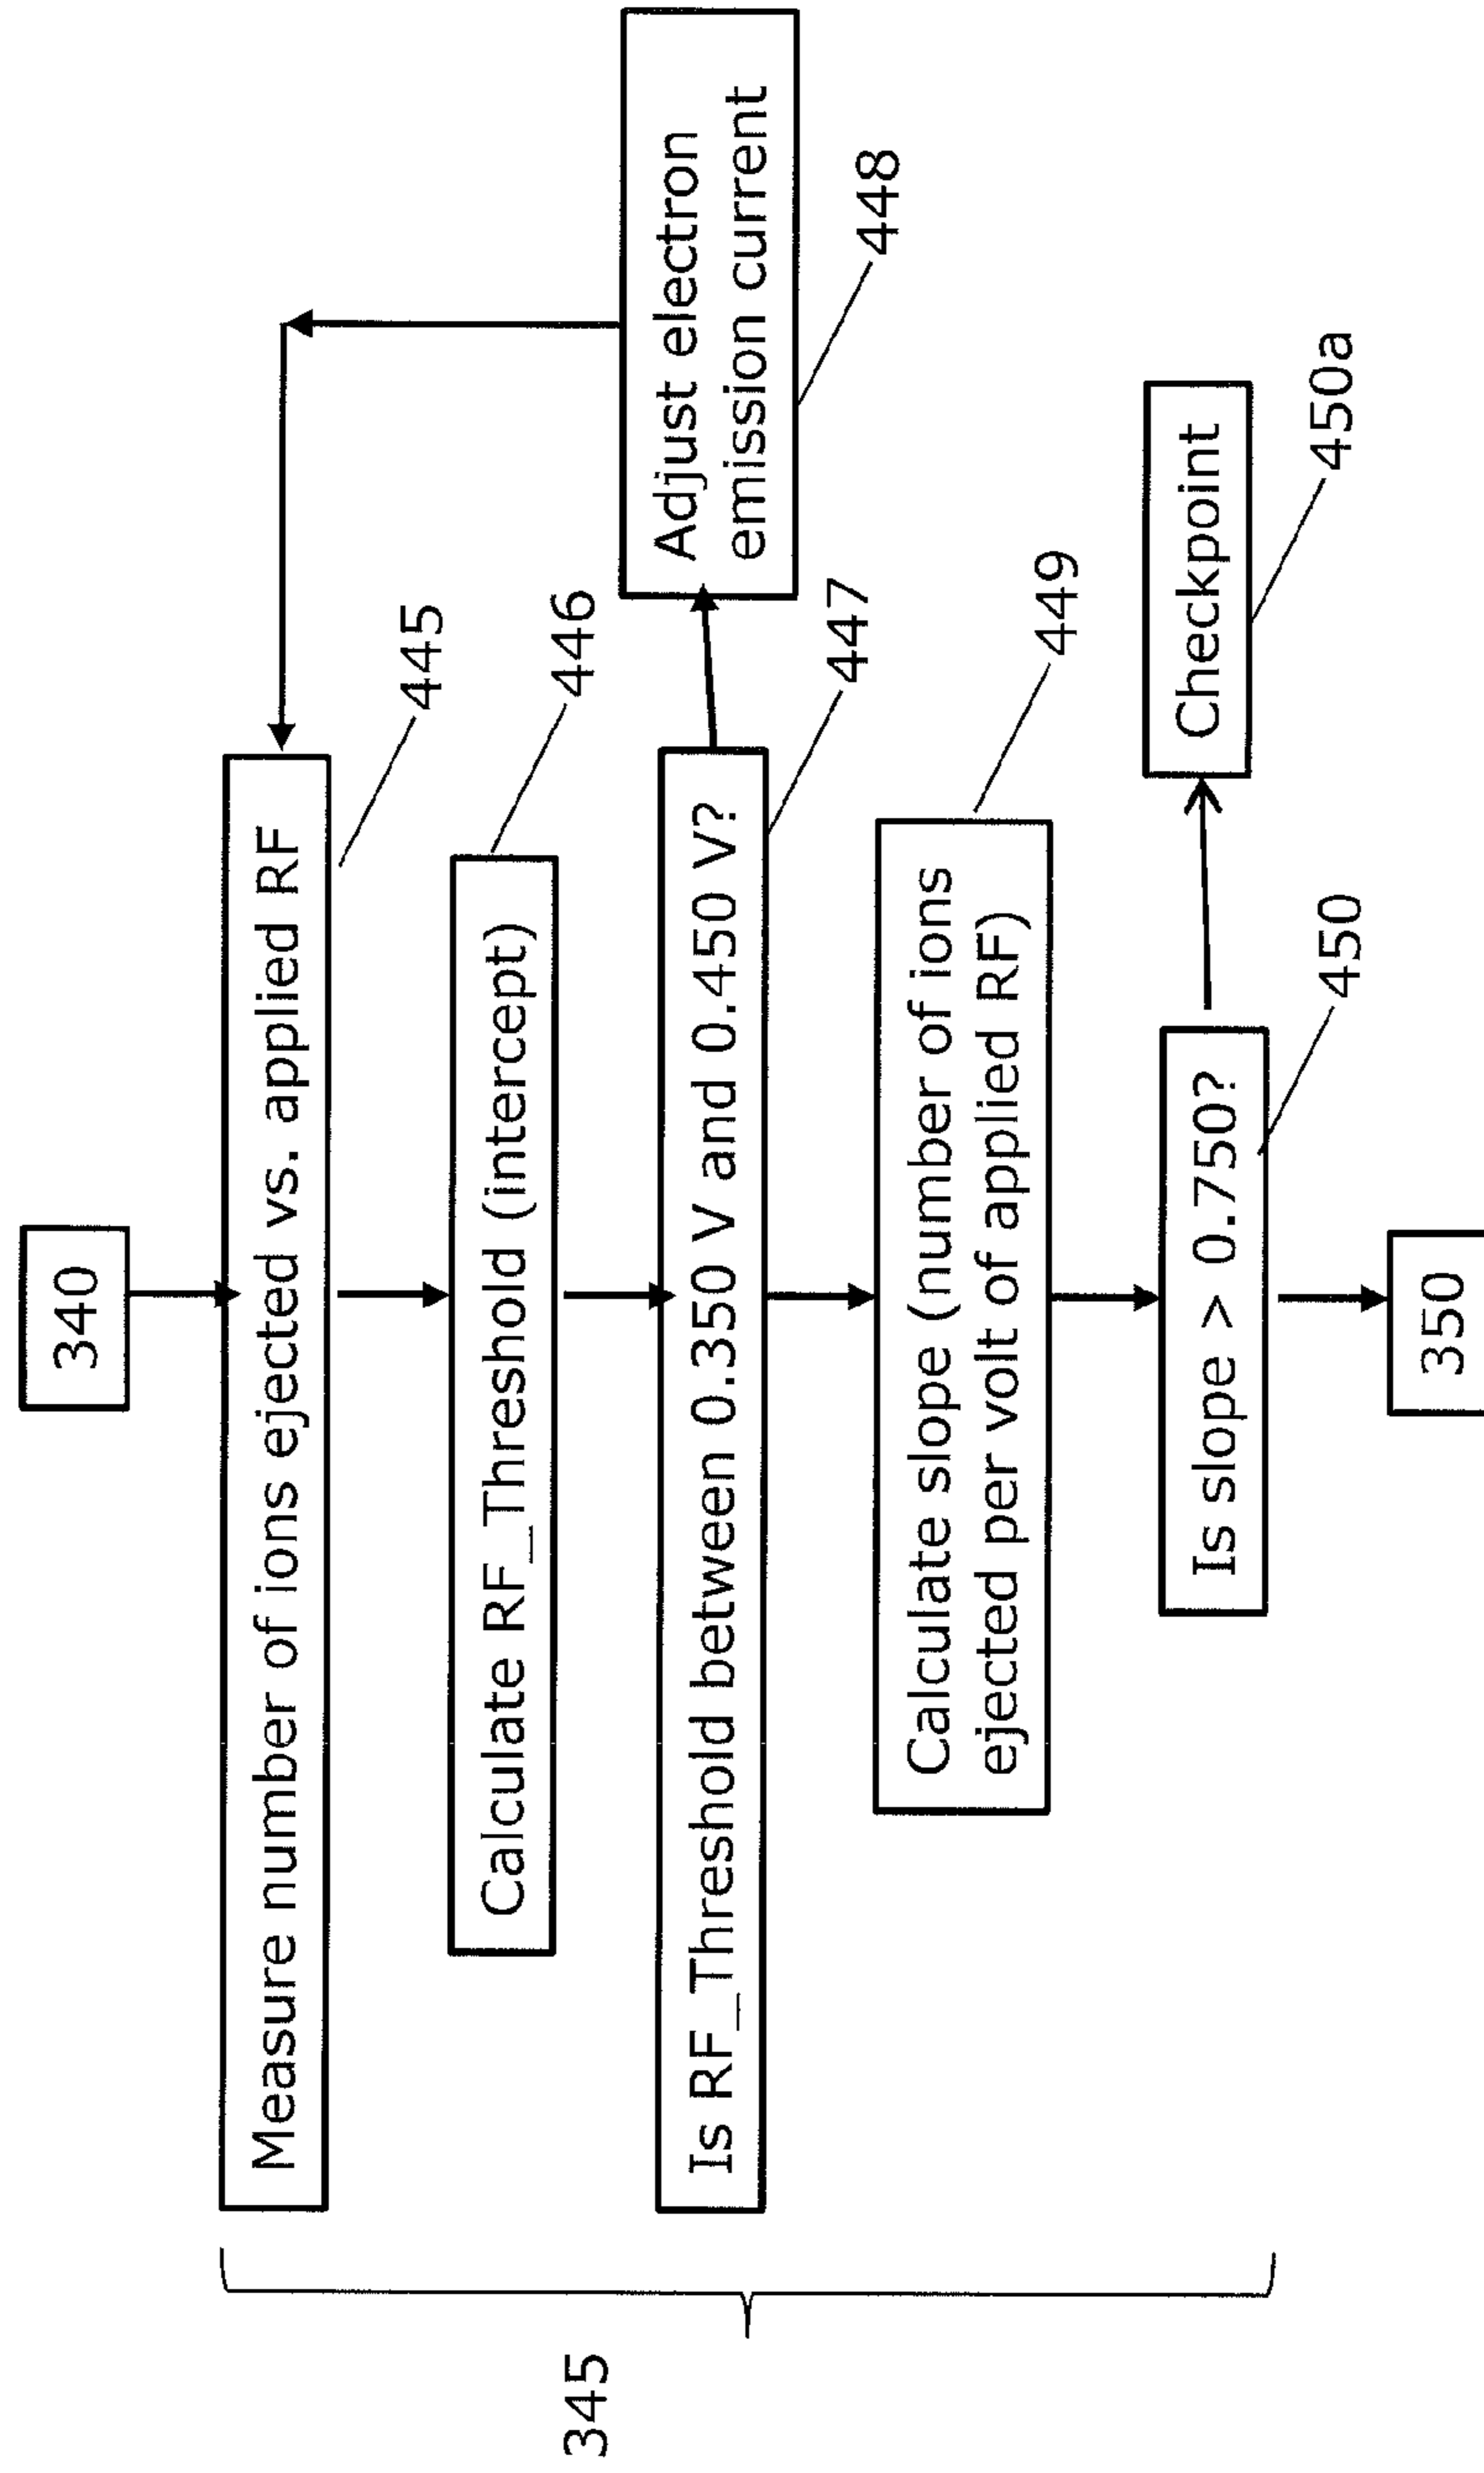 340
Measure number of ions ejected vs. applied RF
445
Calculate RF_Threshold (intercept)
446
Is RF_Threshold between 0.350 V and 0.450 V?
447
Adjust electron
emission current
448
Calculate slope (number of ions
ejected per volt of applied RF)
449
Is slope > 0.750?
450
Checkpoint
450a
350
345